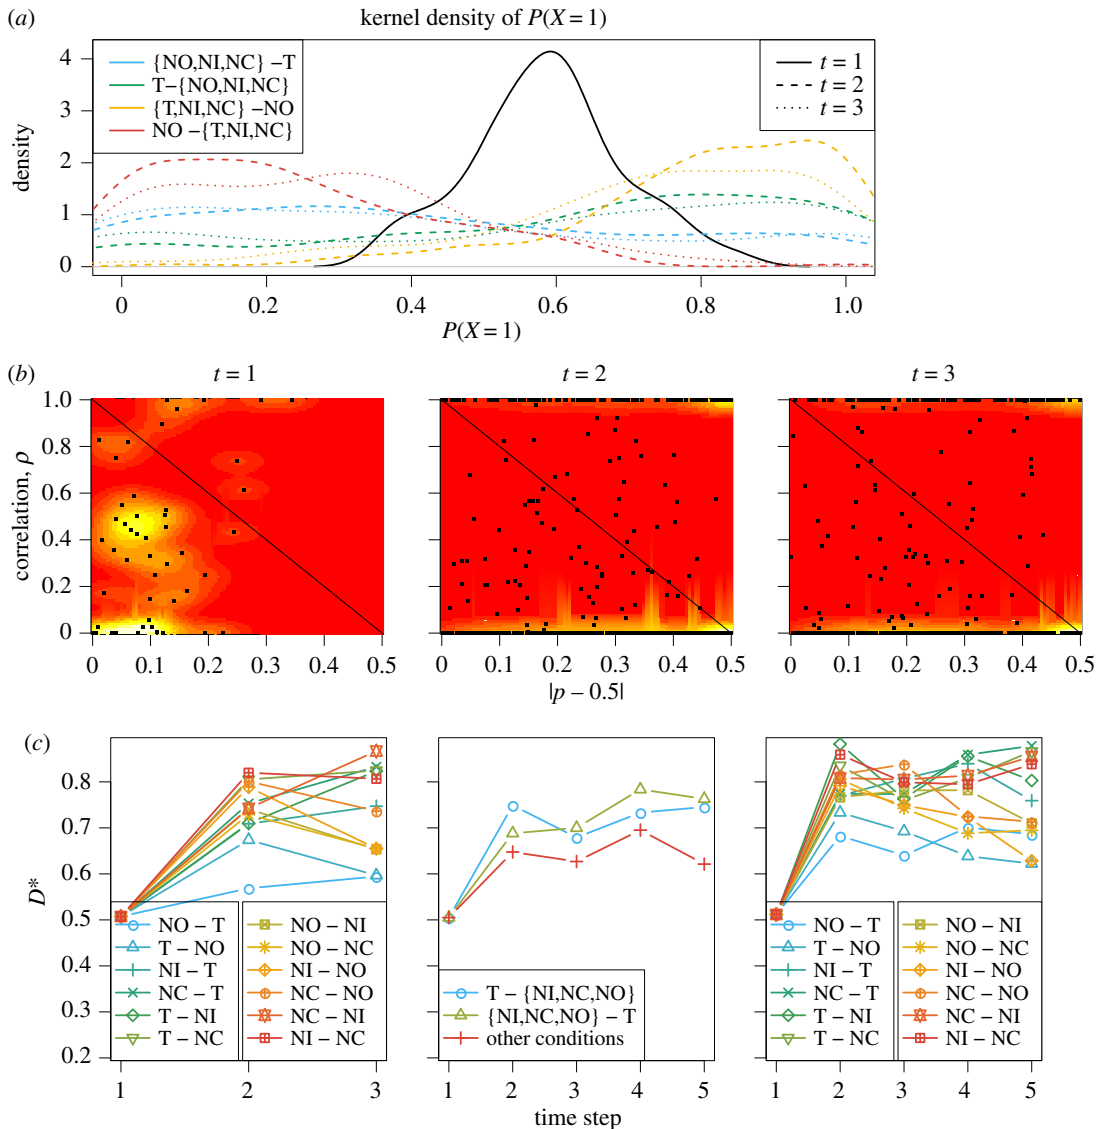 (a)
kernel density of P(X = 1)
{NO,NI,NC} –T
T–{NO,NI,NC}
{T,NI,NC} –NO
NO –{T,NI,NC}
t = 1
t = 2
t = 3
density
4
3
2
1
0
0 0.2 0.4 0.6 0.8 1.0
P(X = 1)
(b)
t = 1 t = 2 t = 3
correlation, ρ
1.0
0.8
0.6
0.4
0.2
0
0 0.1 0.2 0.3 0.4 0.5
0 0.1 0.2 0.3 0.4 0.5
0 0.1 0.2 0.3 0.4 0.5
|p – 0.5|
(c)
D*
0.8
0.7
0.6
0.5
0.4
0.3
0.2
NO – T
T – NO
NI – T
NC – T
T – NI
T – NC
NO – NI
NO – NC
NI – NO
NC – NO
NC – NI
NI – NC
T – {NI,NC,NO}
{NI,NC,NO} – T
other conditions
NO – T
T – NO
NI – T
NC – T
T – NI
T – NC
NO – NI
NO – NC
NI – NO
NC – NO
NC – NI
NI – NC
1 2 3
1 2 3 4 5
1 2 3 4 5
time step